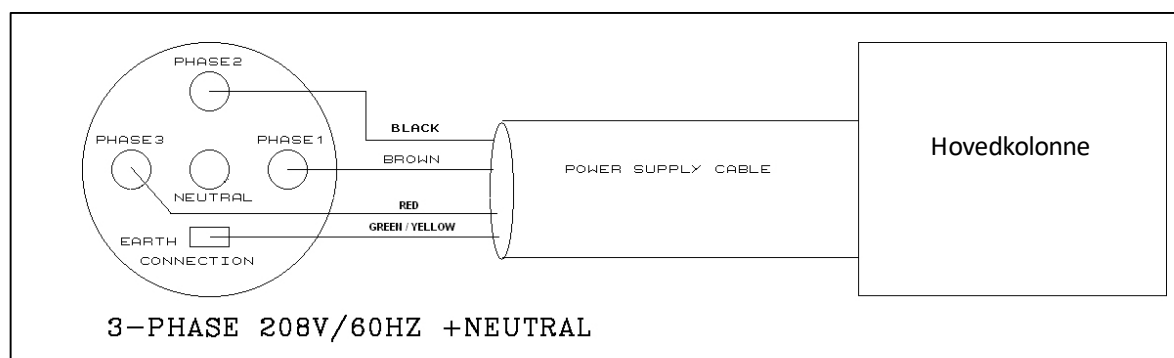 PHASE2
BLACK
PHASE3
PHASE1
BROWN
NEUTRAL
RED
GREEN / YELLOW
EARTH
CONNECTION
POWER SUPPLY CABLE
Hovedkolonne
3-PHASE 208V/60HZ +NEUTRAL